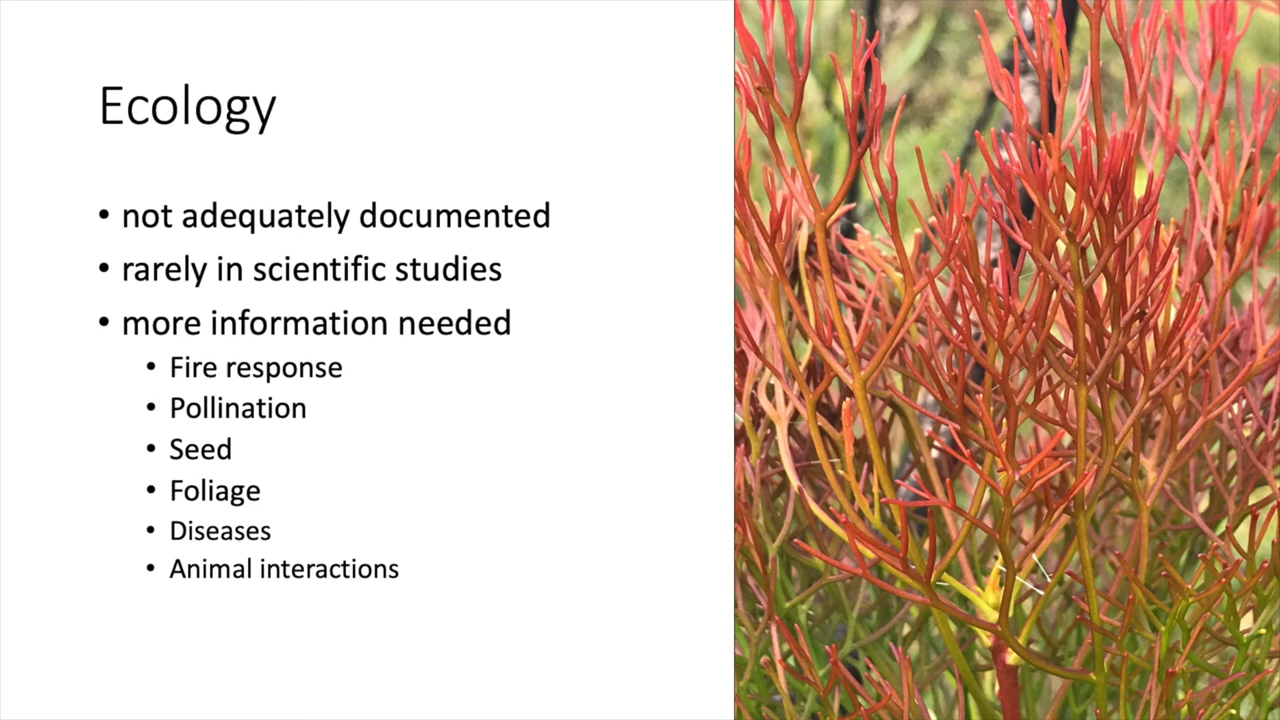 Ecology
• not adequately documented
• rarely in scientific studies
• more information needed
• Fire response
• Pollination
• Seed
• Foliage
• Diseases
• Animal interactions